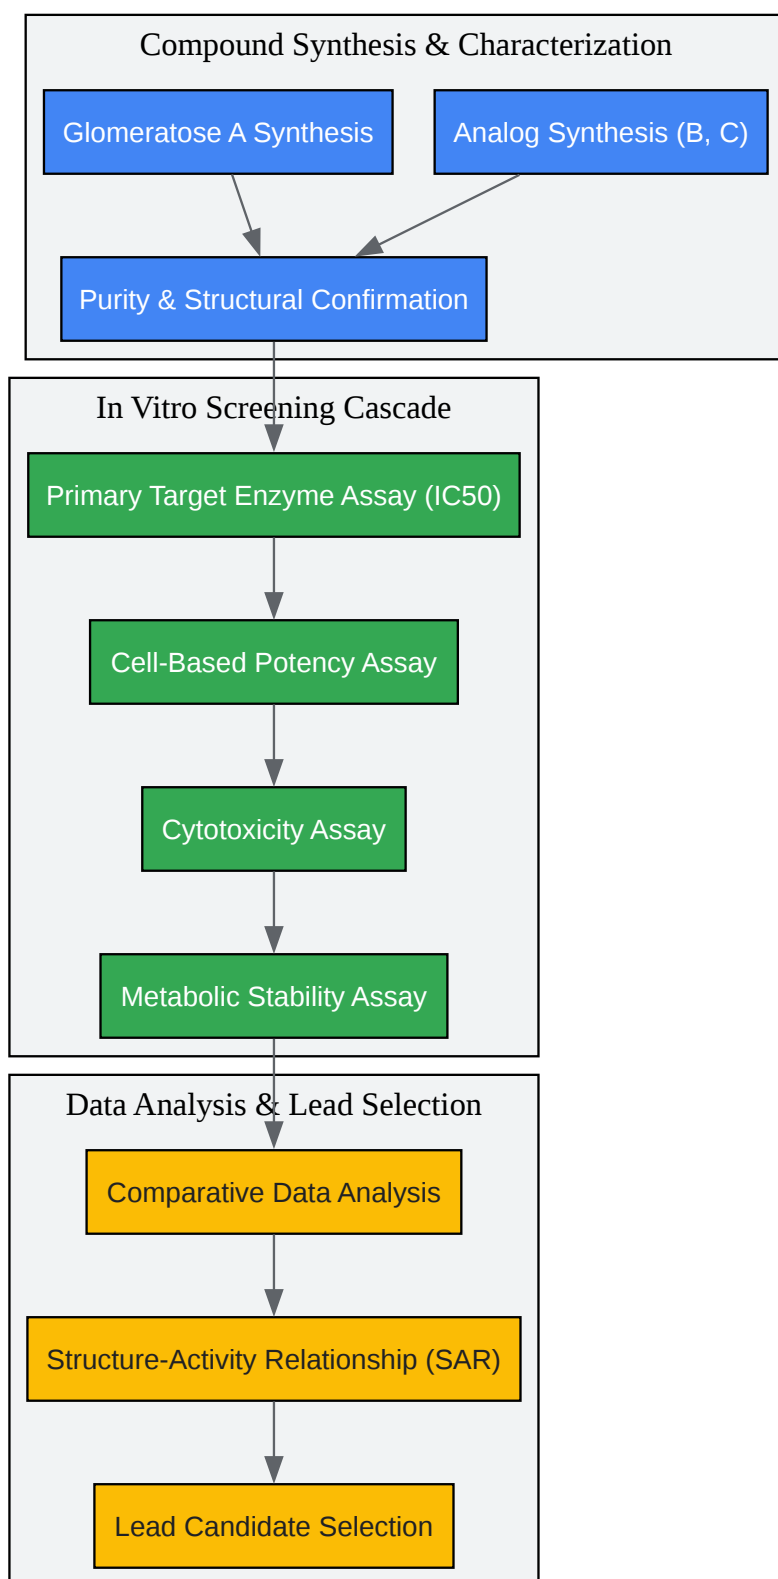 Compound Synthesis & Characterization
Glomeratose A Synthesis
Analog Synthesis (B, C)
Purity & Structural Confirmation
In Vitro Screening Cascade
Primary Target Enzyme Assay (IC50)
Cell-Based Potency Assay
Cytotoxicity Assay
Metabolic Stability Assay
Data Analysis & Lead Selection
Comparative Data Analysis
Structure-Activity Relationship (SAR)
Lead Candidate Selection